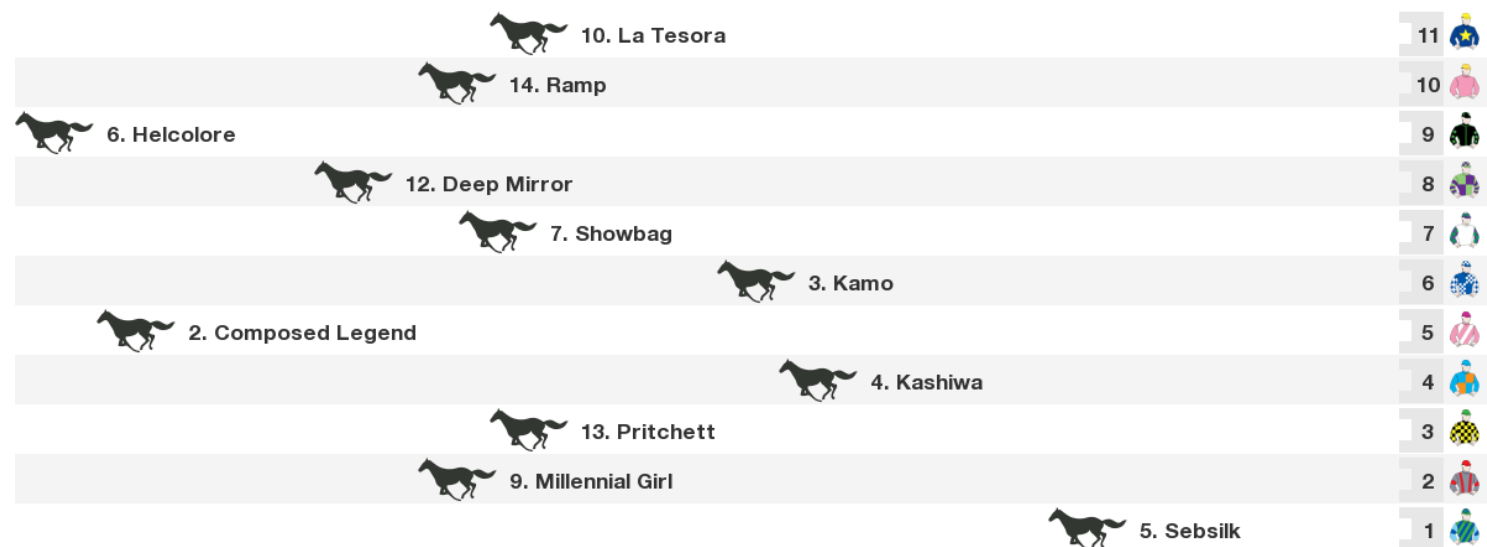 10. La Tesora 11
14. Ramp 10
6. Helcolore 9
12. Deep Mirror 8
7. Showbag 7
3. Kamo 6
2. Composed Legend 5
4. Kashiwa 4
13. Pritchett 3
9. Millennial Girl 2
5. Sebsilk 1